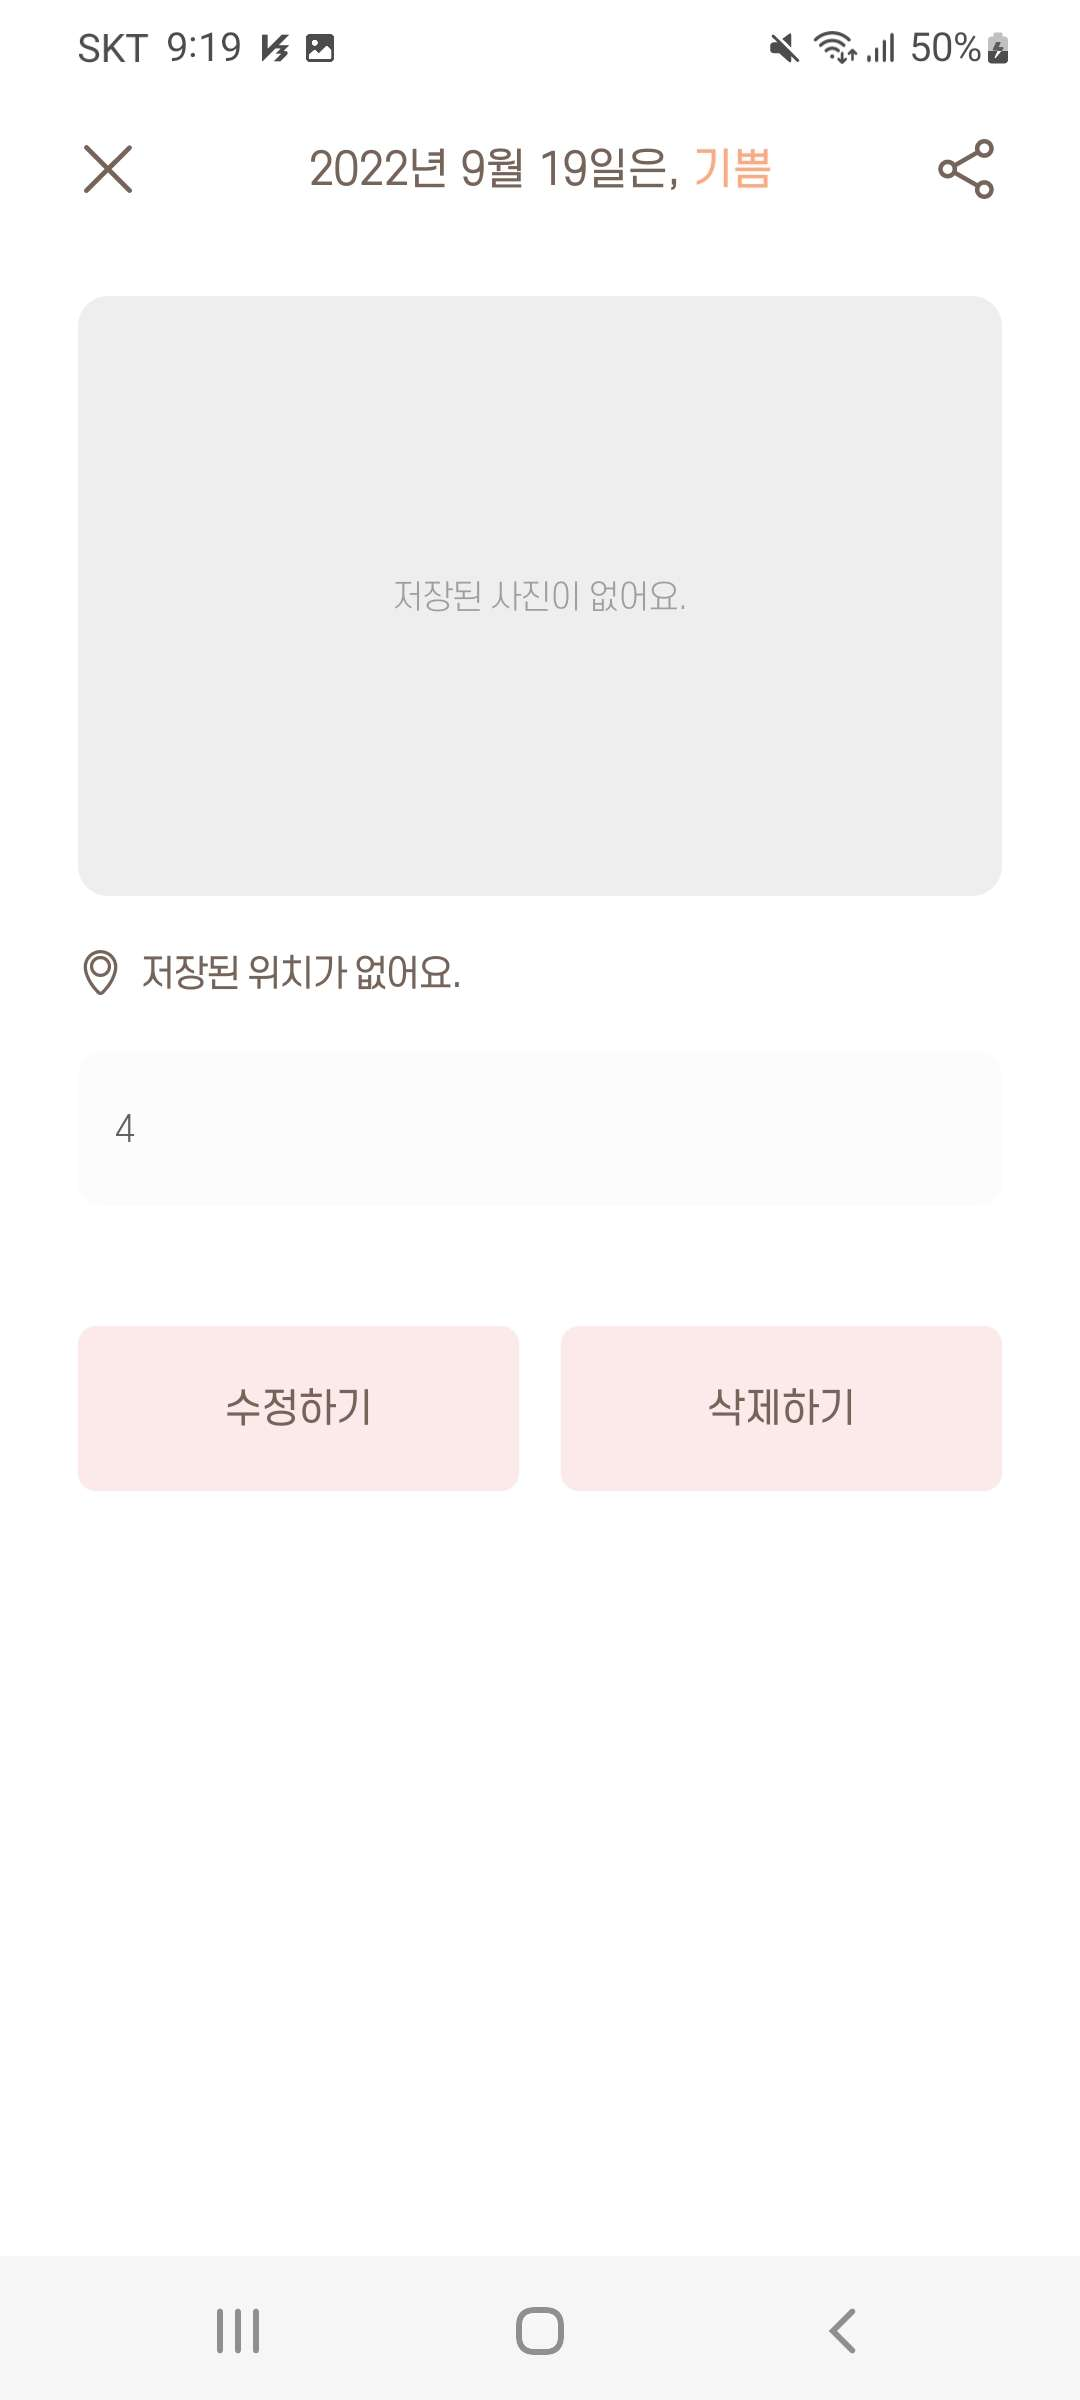 SKT 9:19 50%
2022년 9월 19일은, 기쁨
저장된 사진이 없어요.
저장된 위치가 없어요.
4
수정하기 삭제하기